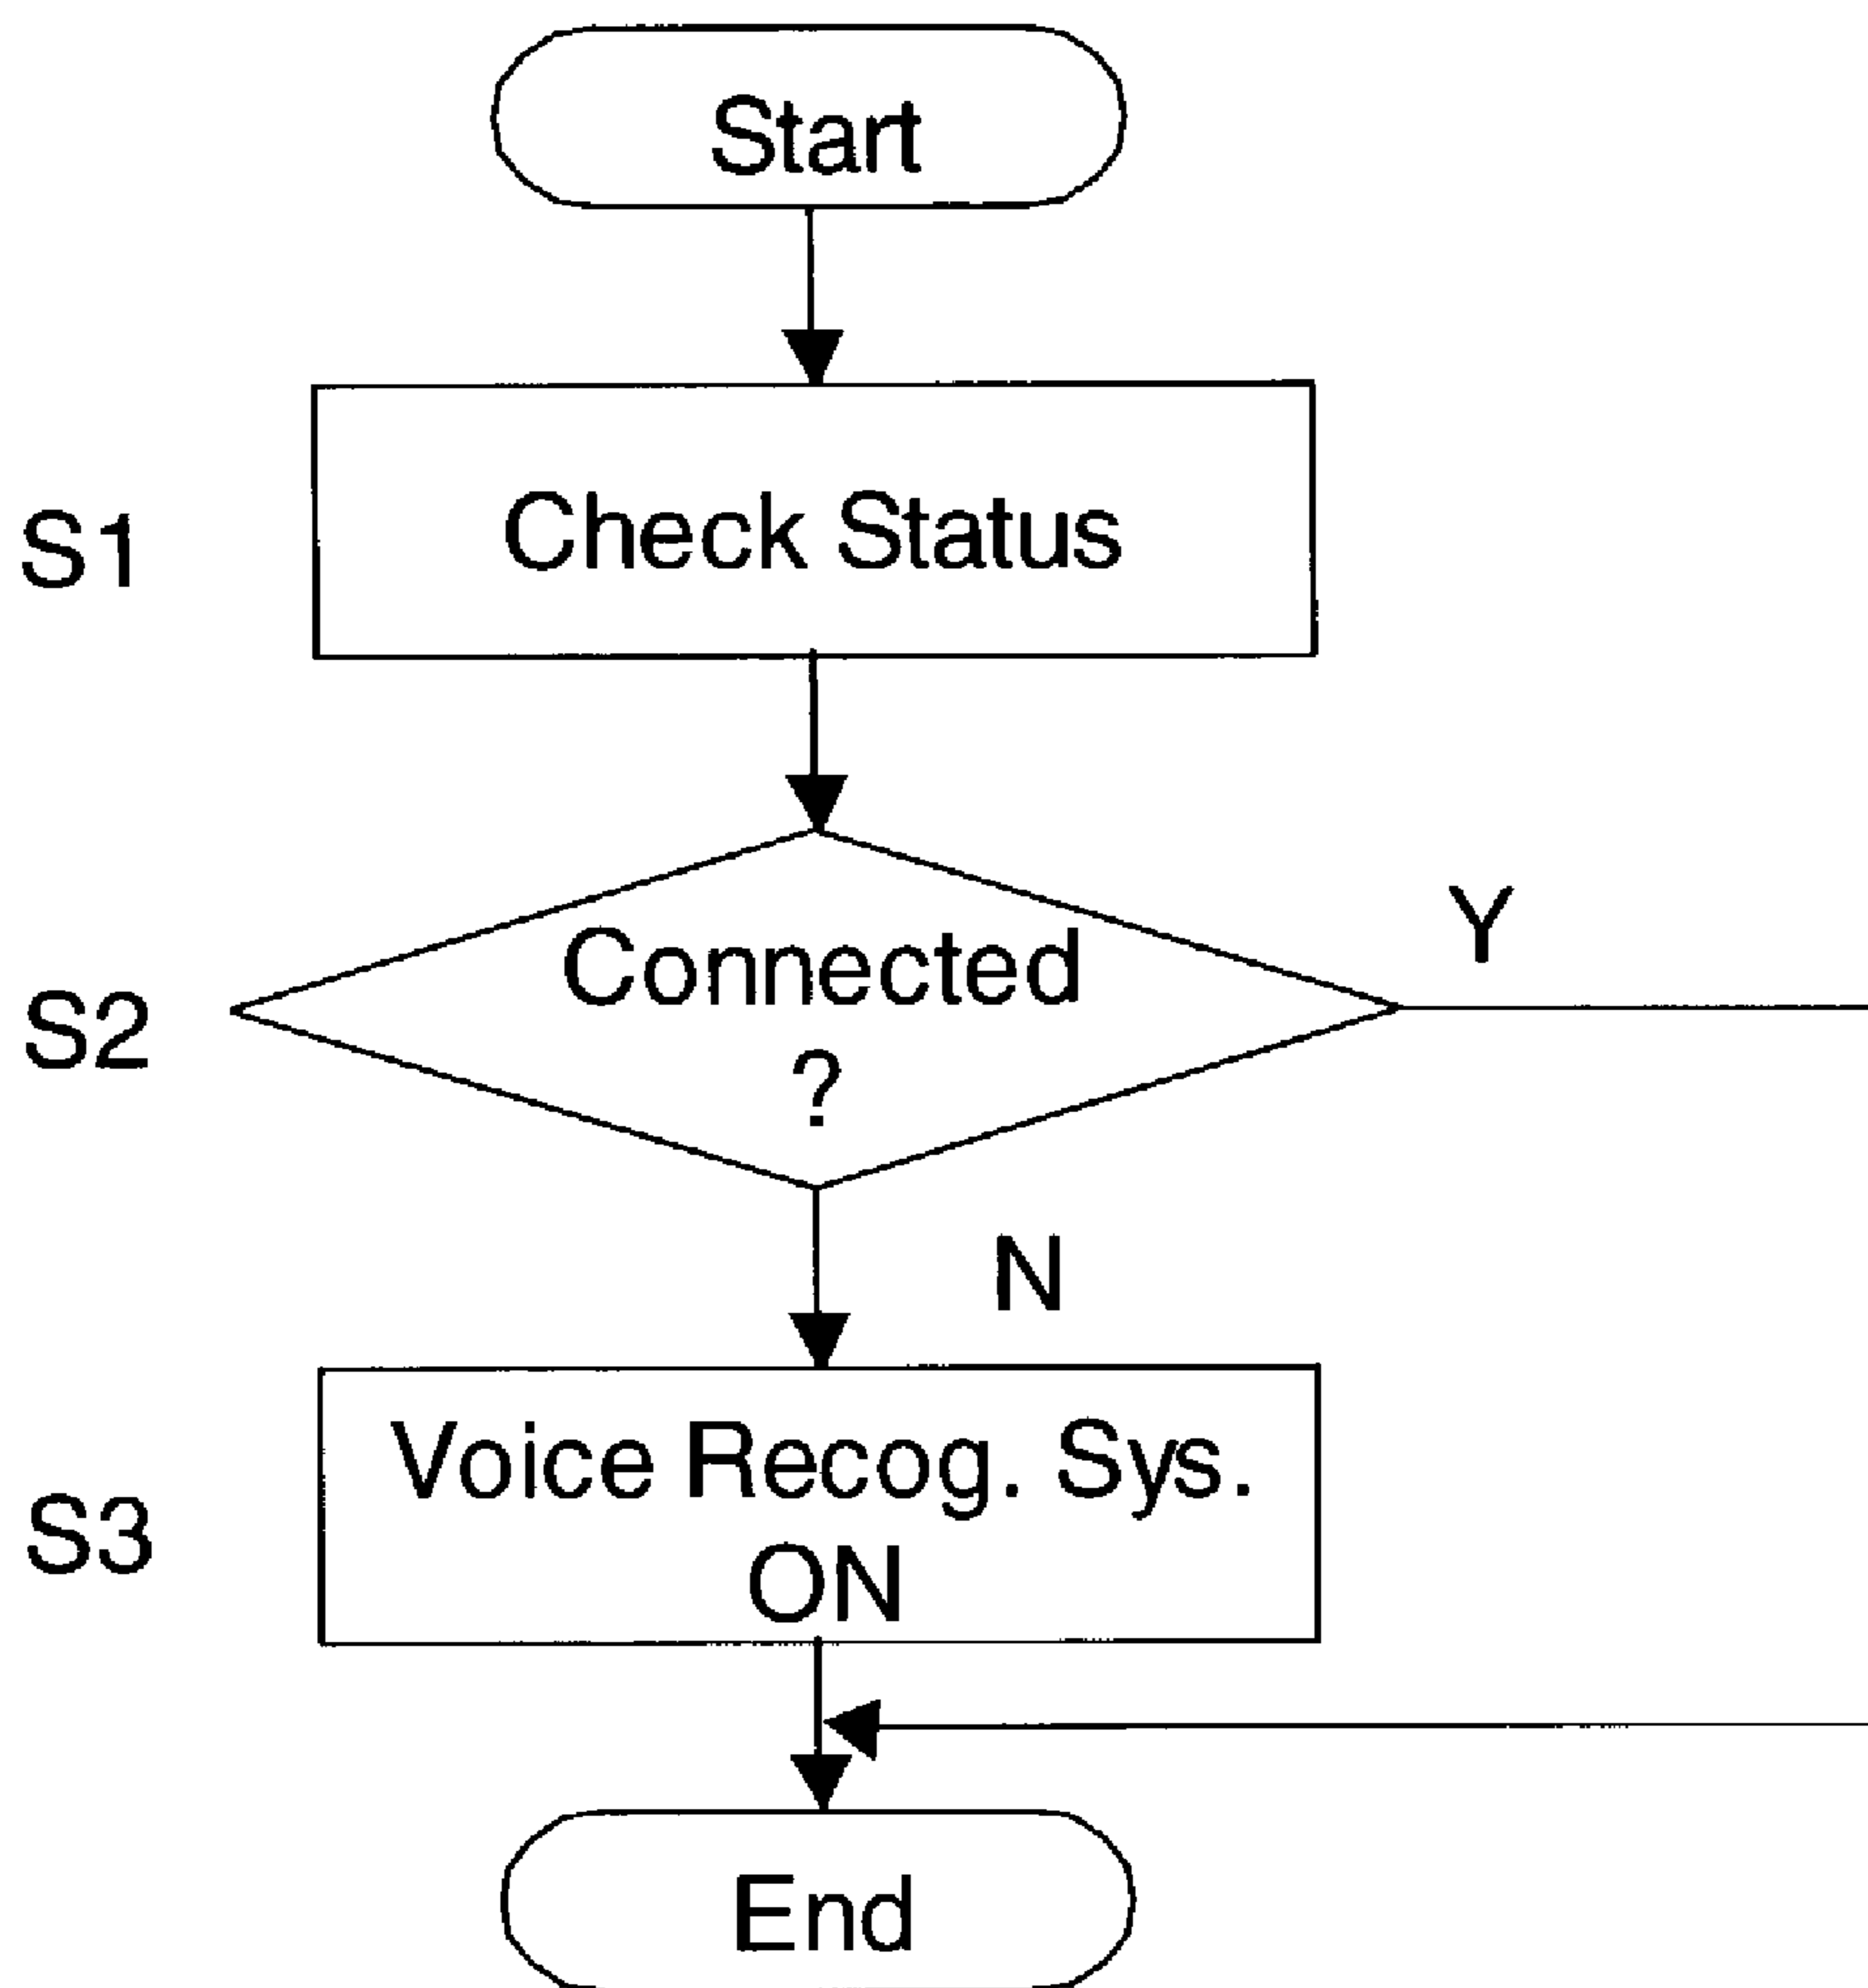 Start
S1
Check Status
S2
Connected
?
Y
N
S3
Voice Recog. Sys.
ON
End